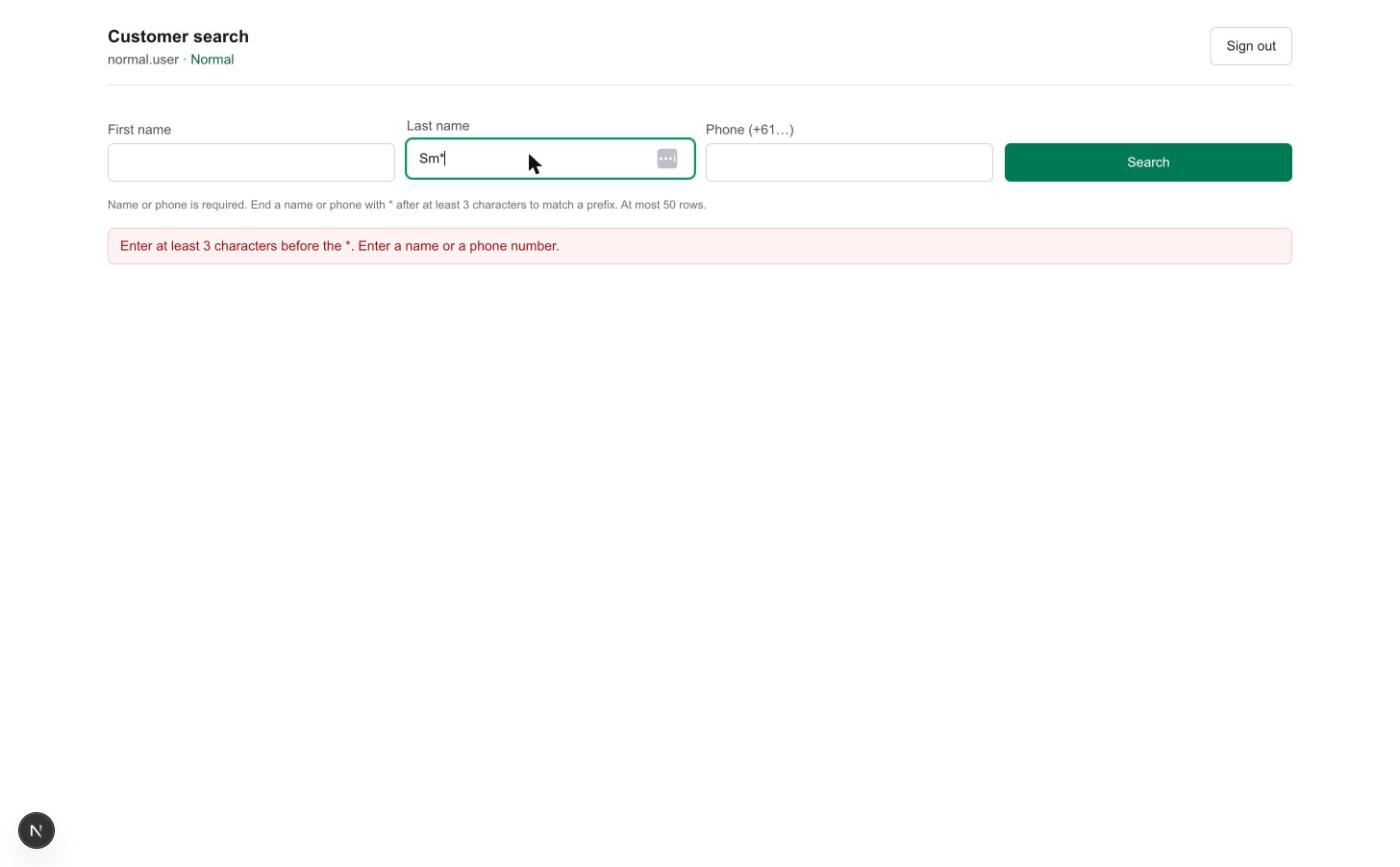 Customer search
normal.user · Normal
Sign out
First name
Last name
Phone (+61…)
Sm*
Search
Name or phone is required. End a name or phone with * after at least 3 characters to match a prefix. At most 50 rows.
Enter at least 3 characters before the *. Enter a name or a phone number.
N